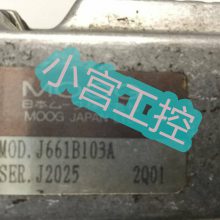 小宫工控
MOOG JAPAN
MOD. J661B103A
SER. J2025 2Q01